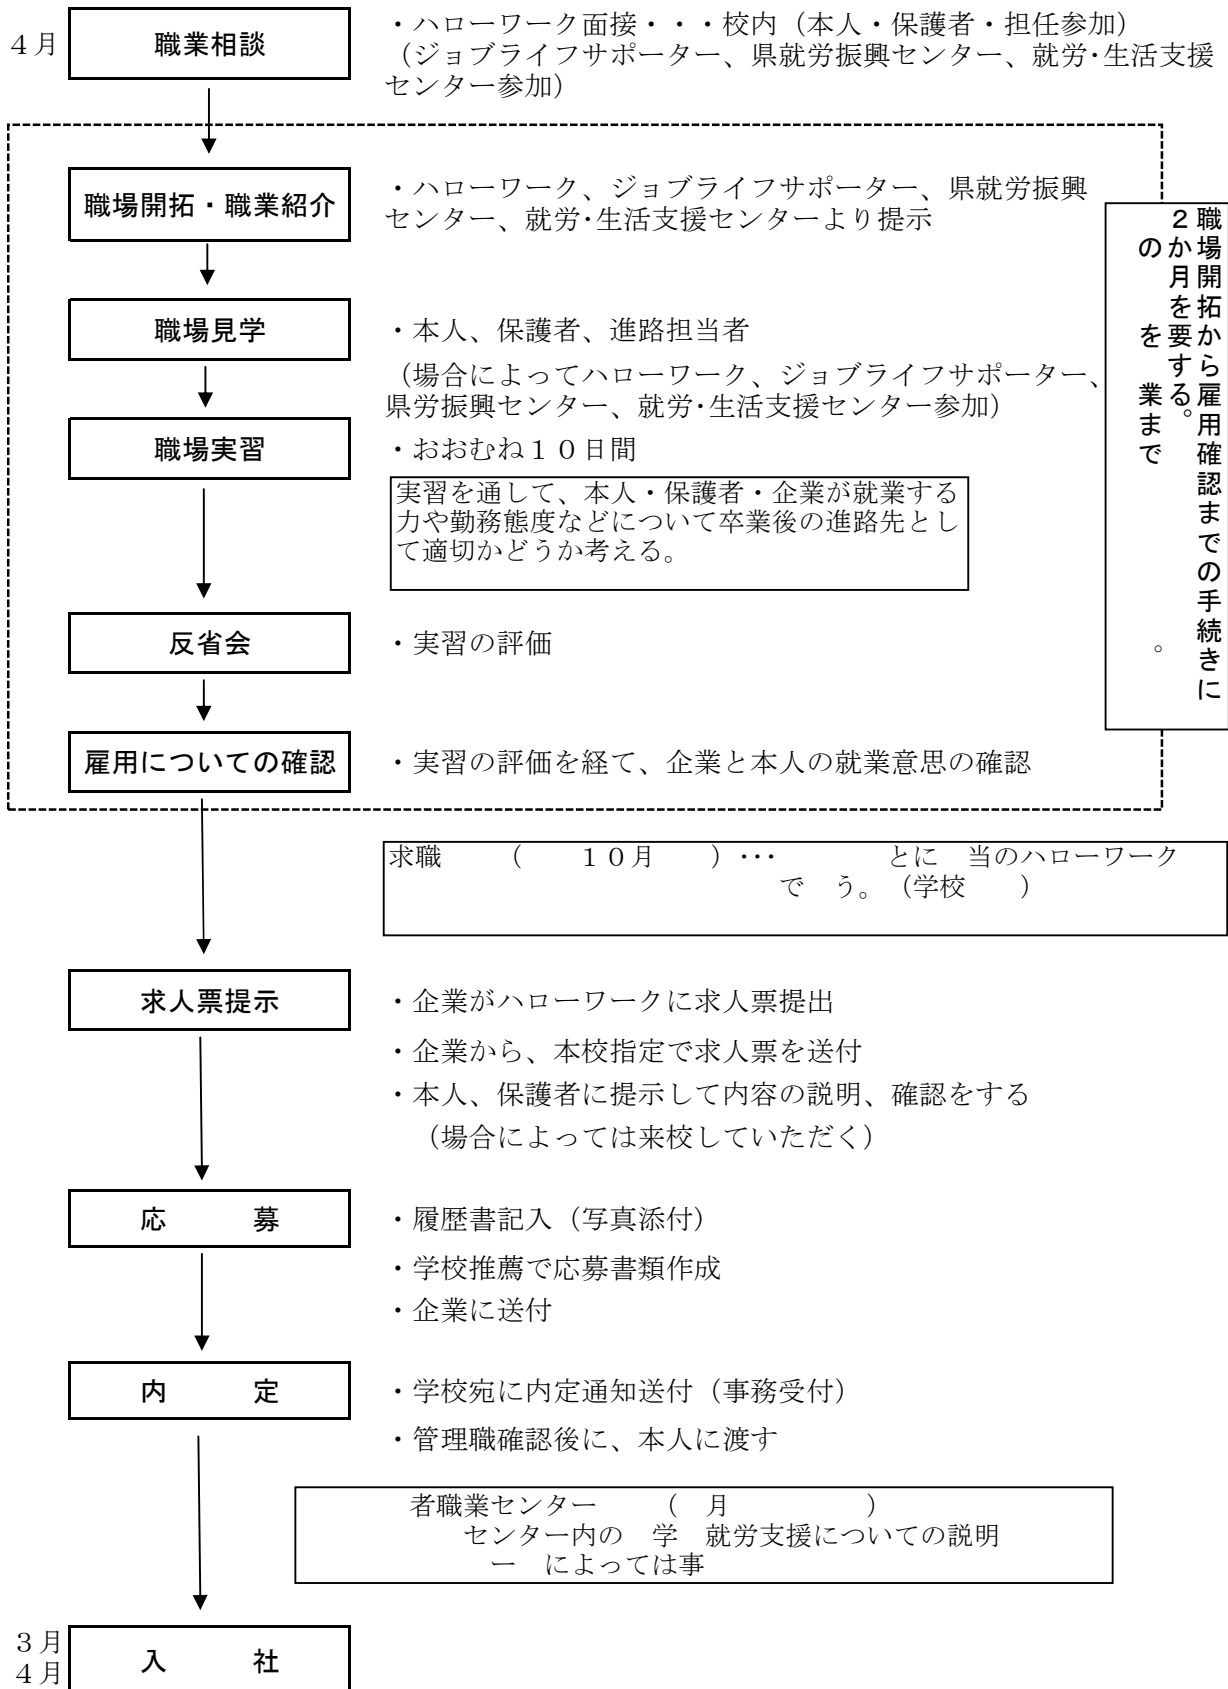 ４月
職業相談
・ハローワーク面接・・・校内（本人・保護者・担任参加）
（ジョブライフサポーター、県就労振興センター、就労･生活支援
センター参加）
職場開拓・職業紹介
・ハローワーク、ジョブライフサポーター、県就労振興
センター、就労･生活支援センターより提示
職場開拓から雇用確認までの手続きに
２か月を要する。
の　　を　業まで　　　　。
職場見学
・本人、保護者、進路担当者
（場合によってハローワーク、ジョブライフサポーター、
県労振興センター、就労･生活支援センター参加）
職場実習
・おおむね１０日間
実習を通して、本人・保護者・企業が就業する
力や勤務態度などについて卒業後の進路先とし
て適切かどうか考える。
反省会
・実習の評価
雇用についての確認
・実習の評価を経て、企業と本人の就業意思の確認
求職　　　（　　１０月　　）･･･　　　　とに　当のハローワーク
で　う。（学校　　）
求人票提示
・企業がハローワークに求人票提出
・企業から、本校指定で求人票を送付
・本人、保護者に提示して内容の説明、確認をする
（場合によっては来校していただく）
応　　　募
・履歴書記入（写真添付）
・学校推薦で応募書類作成
・企業に送付
内　　　定
・学校宛に内定通知送付（事務受付）
・管理職確認後に、本人に渡す
者職業センター　　（　月　　　　　）
センター内の　学　就労支援についての説明
ー　によっては事
３月
４月
入　　　社